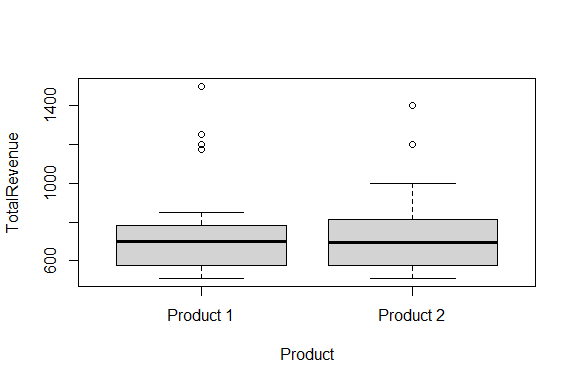 TotalRevenue
1400
1000
600
Product 1 Product 2
Product